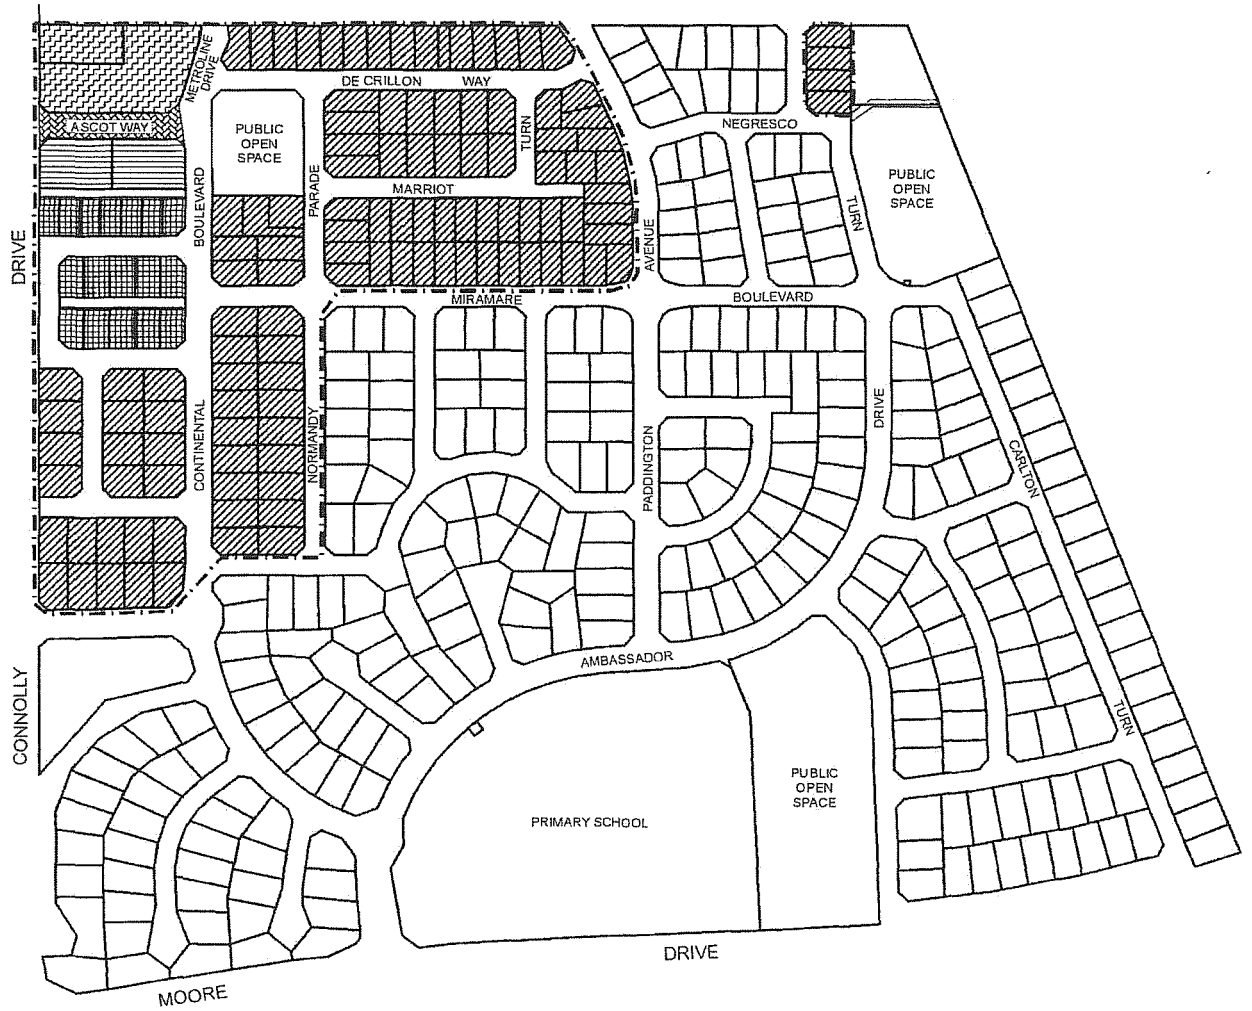 METROLINE
DRIVE
DE CRILLON WAY
ASCOT WAY
PUBLIC
OPEN
SPACE
TURN
NEGRESCO
PUBLIC
OPEN
SPACE
BOULEVARD
PARADE
MARRIOT
TURN
DRIVE
AVENUE
MIRAMARE
BOULEVARD
CONTINENTAL
NORMANDY
PADDINGTON
DRIVE
CARLTON
AMBASSADOR
CONNOLLY
TURN
PRIMARY SCHOOL
PUBLIC
OPEN
SPACE
DRIVE
MOORE